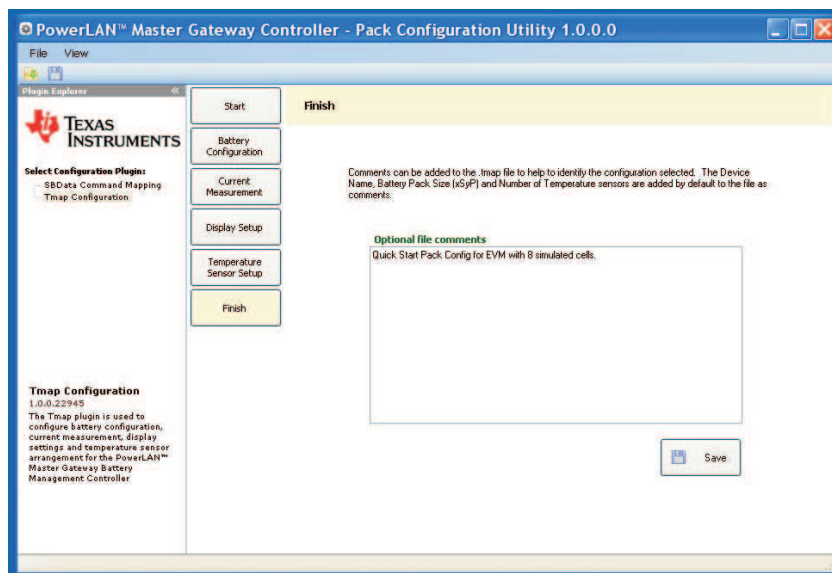 PowerLAN™ Master Gateway Controller - Pack Configuration Utility 1.0.0.0
File View
Plugin Explorer
TEXAS
INSTRUMENTS
Select Configuration Plugin:
SBData Command Mapping
Tmap Configuration
Tmap Configuration
1.0.0.22945
The Tmap plugin is used to
configure battery configuration,
current measurement, display
settings and temperature sensor
arrangement for the PowerLAN™
Master Gateway Battery
Management Controller
Start
Battery
Configuration
Current
Measurement
Display Setup
Temperature
Sensor Setup
Finish
Finish
Comments can be added to the .tmap file to help to identify the configuration selected. The Device
Name, Battery Pack Size (xSyP) and Number of Temperature sensors are added by default to the file as
comments.
Optional file comments
Quick Start Pack Config for EVM with 8 simulated cells.
Save